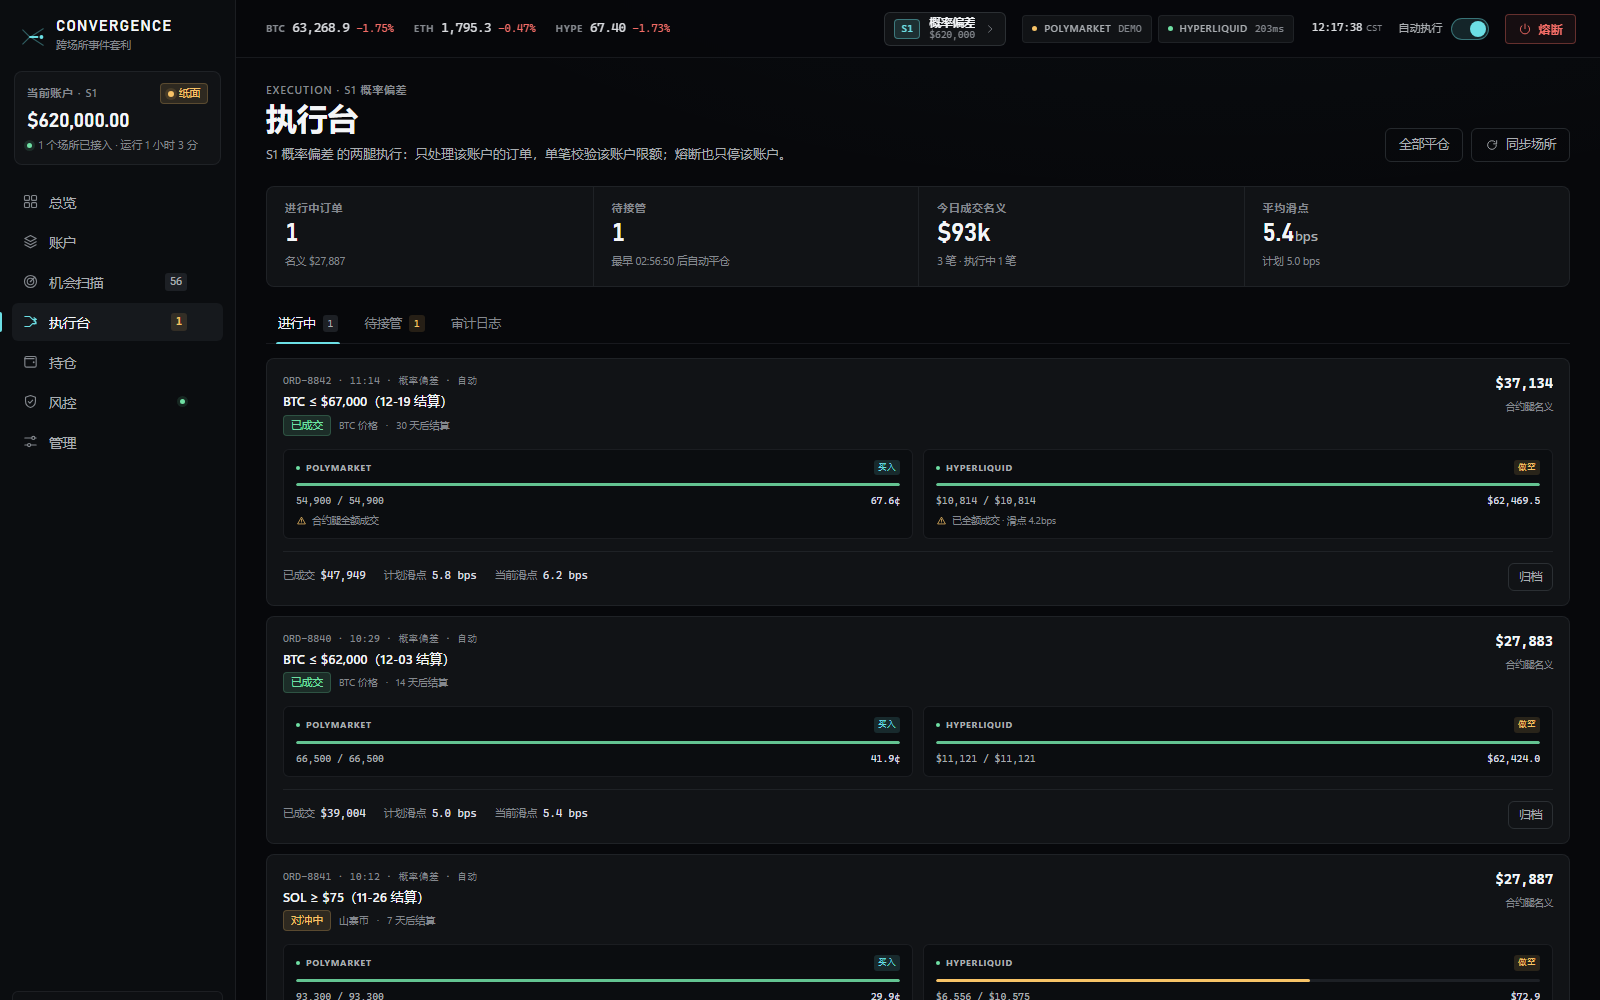 CONVERGENCE
跨场所事件套利
BTC 63,268.9 -1.75% ETH 1,795.3 -0.47% HYPE 67.40 -1.73%
S1 概率偏差 $620,000
POLYMARKET DEMO
HYPERLIQUID 203ms
12:17:38 CST
自动执行
熔断
当前账户 · S1
纸面
$620,000.00
1 个场所已接入 · 运行 1 小时 3 分
总览
账户
机会扫描 56
执行台 1
持仓
风控
管理
EXECUTION · S1 概率偏差
执行台
S1 概率偏差 的两腿执行：只处理该账户的订单，单笔校验该账户限额；熔断也只停该账户。
全部平仓
同步场所
进行中订单
1
名义 $27,887
待接管
1
最早 02:56:50 后自动平仓
今日成交名义
$93k
3 笔 · 执行中 1 笔
平均滑点
5.4bps
计划 5.0 bps
进行中 1
待接管 1
审计日志
ORD-8842 · 11:14 · 概率偏差 · 自动
BTC ≤ $67,000（12-19 结算）
已成交 BTC 价格 · 30 天后结算
$37,134
合约腿名义
POLYMARKET 买入
54,900 / 54,900 67.6¢
合约腿全额成交
HYPERLIQUID 做空
$10,814 / $10,814 $62,469.5
已全额成交 · 滑点 4.2bps
已成交 $47,949 计划滑点 5.8 bps 当前滑点 6.2 bps
归档
ORD-8840 · 10:29 · 概率偏差 · 自动
BTC ≤ $62,000（12-03 结算）
已成交 BTC 价格 · 14 天后结算
$27,883
合约腿名义
POLYMARKET 买入
66,500 / 66,500 41.9¢
HYPERLIQUID 做空
$11,121 / $11,121 $62,424.0
已成交 $39,004 计划滑点 5.0 bps 当前滑点 5.4 bps
归档
ORD-8841 · 10:12 · 概率偏差 · 自动
SOL ≥ $75（11-26 结算）
对冲中 山寨币 · 7 天后结算
$27,887
合约腿名义
POLYMARKET 买入
93,300 / 93,300 29.9¢
HYPERLIQUID 做空
$6,556 / $10,575 $72.9